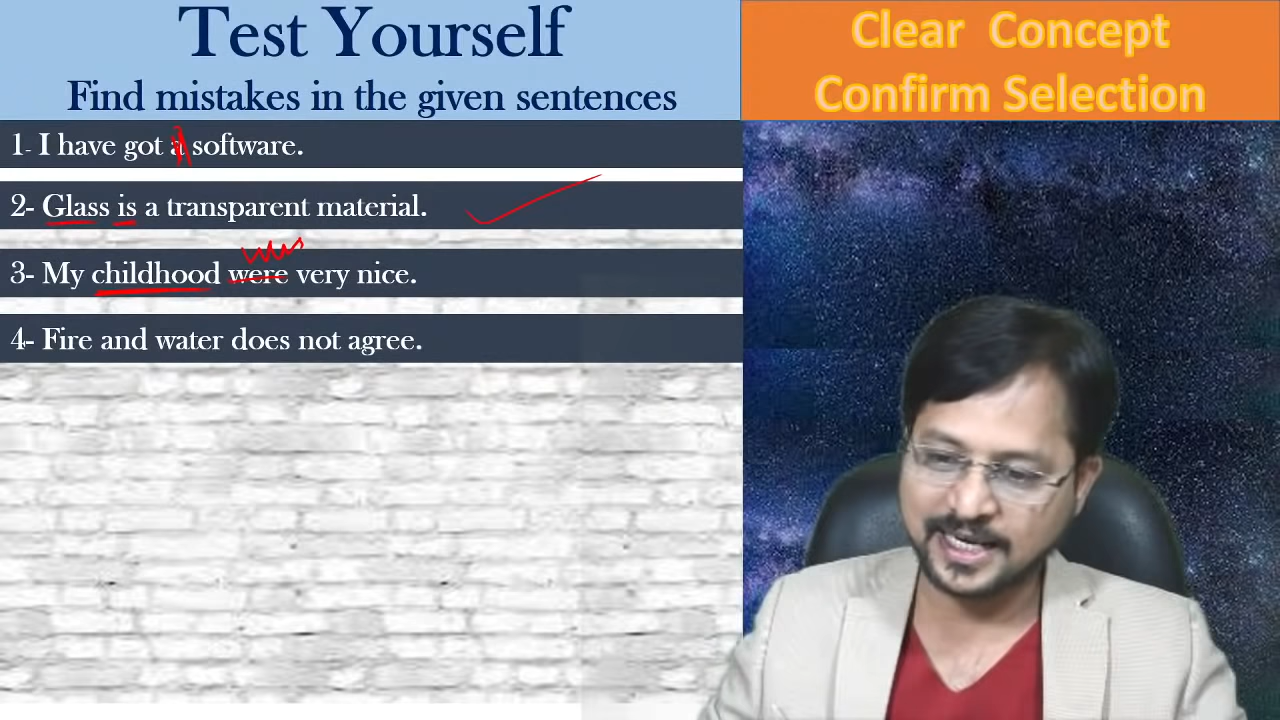 Test Yourself
Find mistakes in the given sentences
Clear Concept
Confirm Selection
1- I have got a software.
2- Glass is a transparent material.
was
3- My childhood were very nice.
4- Fire and water does not agree.